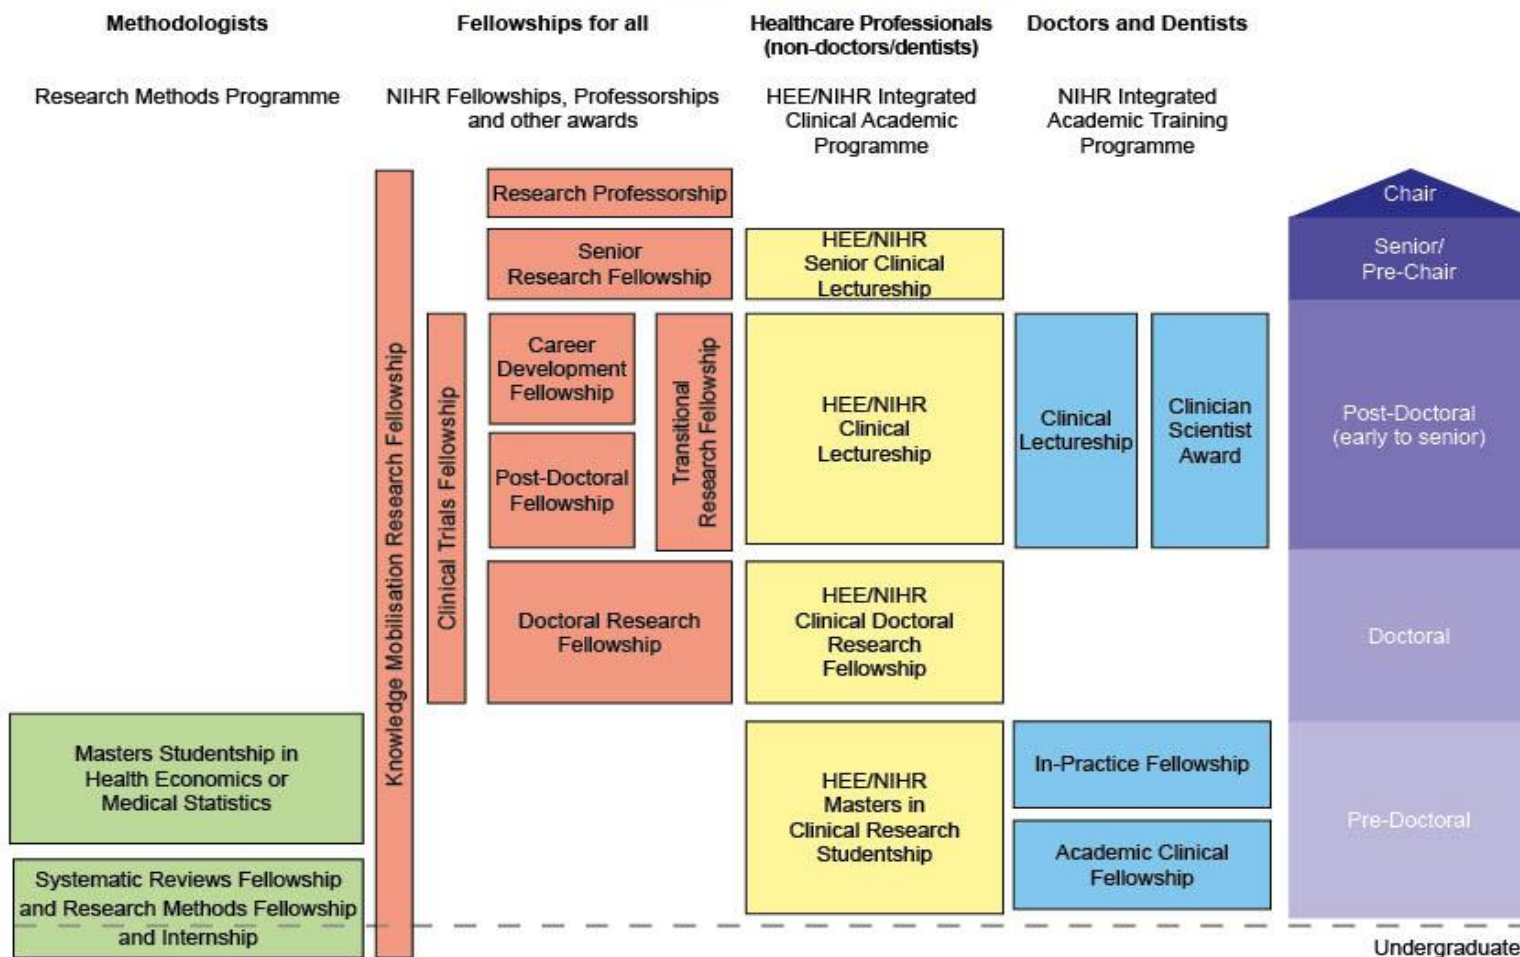 Methodologists
Research Methods Programme
Masters Studentship in
Health Economics or
Medical Statistics
Systematic Reviews Fellowship
and Research Methods Fellowship
and Internship
Fellowships for all
NIHR Fellowships, Professorships
and other awards
Knowledge Mobilisation Research Fellowship
Clinical Trials Fellowship
Research Professorship
Senior
Research Fellowship
Career
Development
Fellowship
Post-Doctoral
Fellowship
Transitional
Research Fellowship
Doctoral Research
Fellowship
Healthcare Professionals
(non-doctors/dentists)
HEE/NIHR Integrated
Clinical Academic
Programme
HEE/NIHR
Senior Clinical
Lectureship
HEE/NIHR
Clinical
Lectureship
HEE/NIHR
Clinical Doctoral
Research
Fellowship
HEE/NIHR
Masters in
Clinical Research
Studentship
Doctors and Dentists
NIHR Integrated
Academic Training
Programme
Clinical
Lectureship
Clinician
Scientist
Award
In-Practice Fellowship
Academic Clinical
Fellowship
Chair
Senior/
Pre-Chair
Post-Doctoral
(early to senior)
Doctoral
Pre-Doctoral
Undergraduate